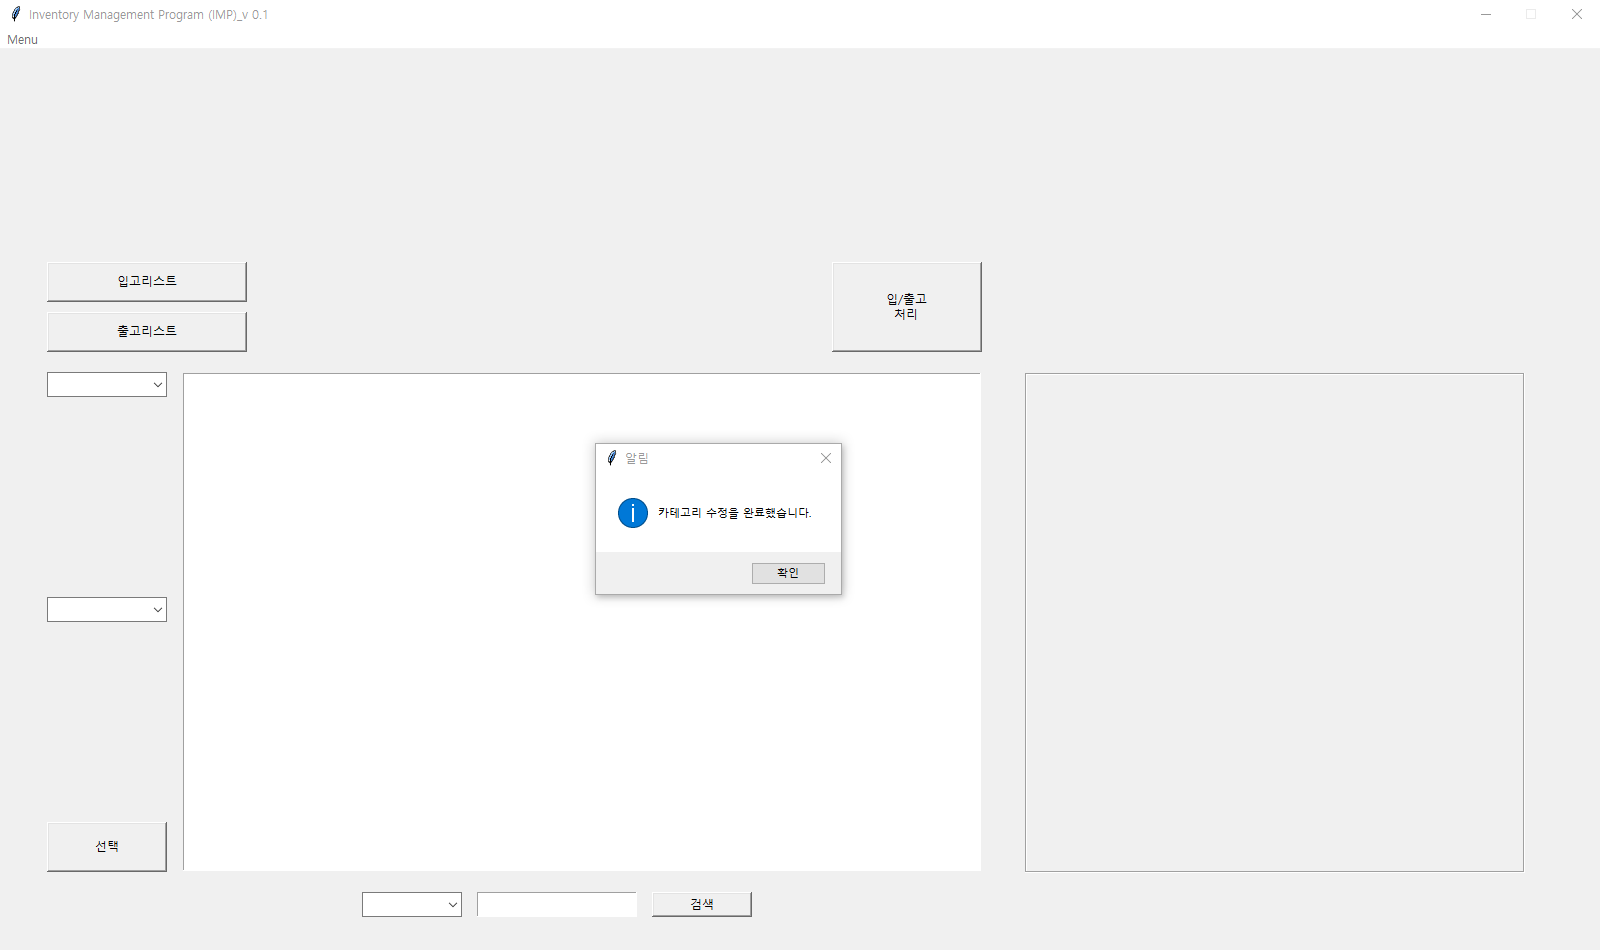 Inventory Management Program (IMP)_v 0.1
Menu
입고리스트
출고리스트
입/출고
처리
알림
카테고리 수정을 완료했습니다.
확인
선택
검색